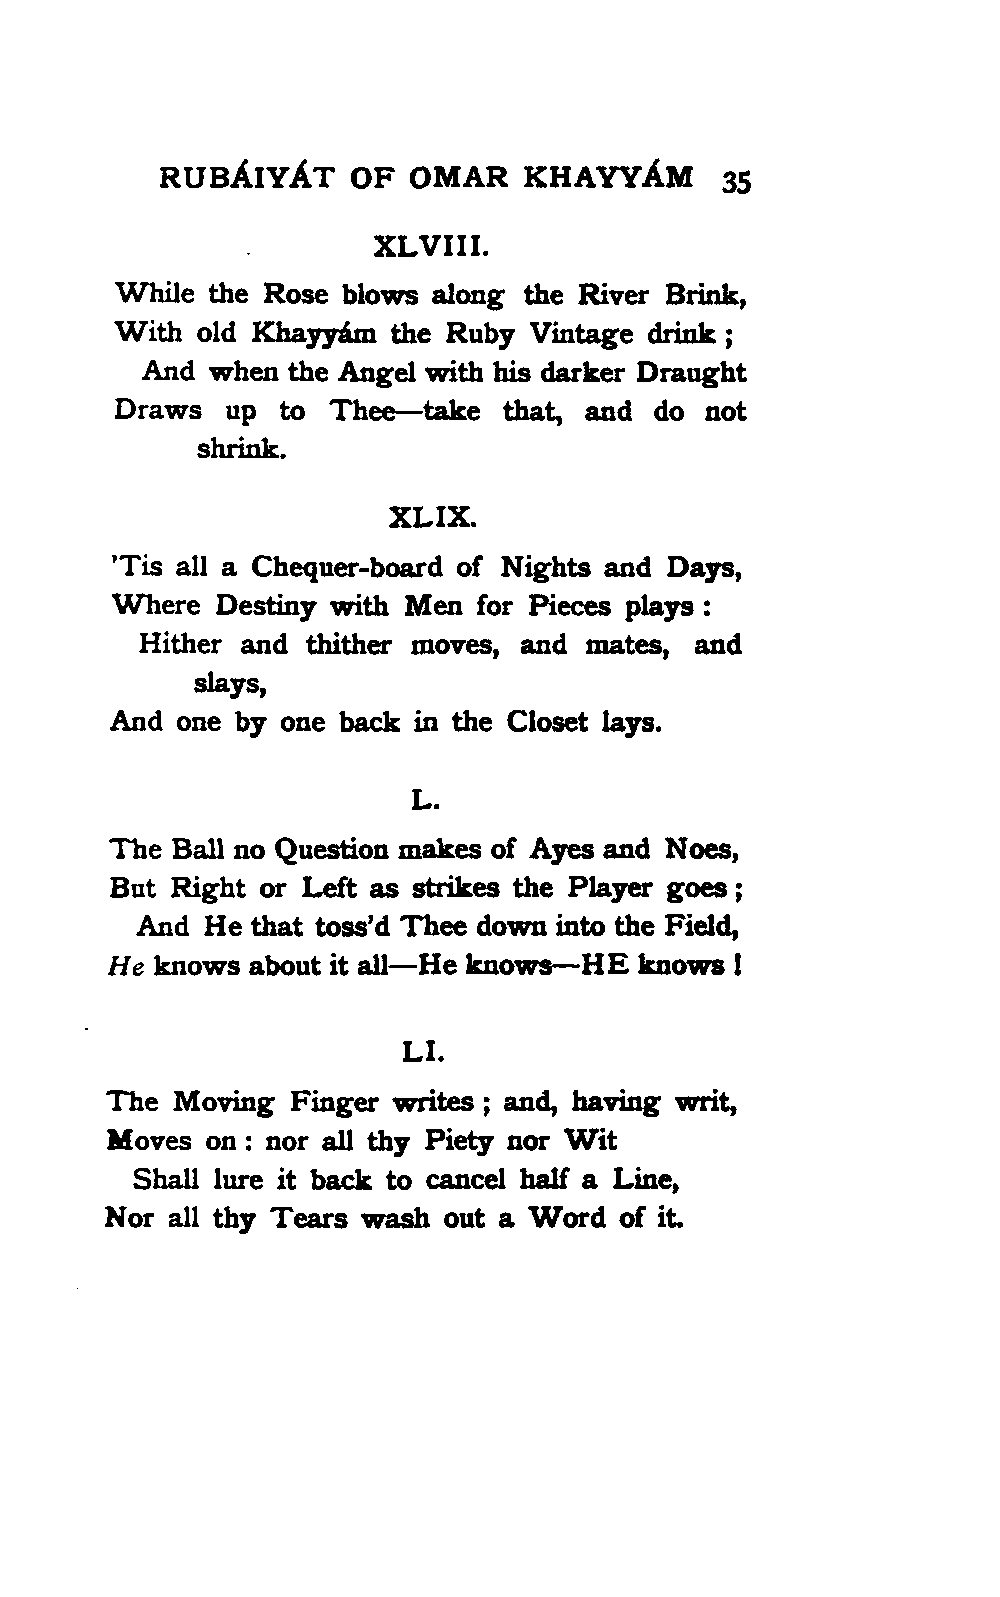 RUBÁIYÁT OF OMAR KHAYYÁM 35
XLVIII.
While the Rose blows along the River Brink,
With old Khayyám the Ruby Vintage drink ;
And when the Angel with his darker Draught
Draws up to Thee—take that, and do not
shrink.
XLIX.
'Tis all a Chequer-board of Nights and Days,
Where Destiny with Men for Pieces plays :
Hither and thither moves, and mates, and
slays,
And one by one back in the Closet lays.
L.
The Ball no Question makes of Ayes and Noes,
But Right or Left as strikes the Player goes ;
And He that toss'd Thee down into the Field,
He knows about it all—He knows—HE knows !
LI.
The Moving Finger writes ; and, having writ,
Moves on : nor all thy Piety nor Wit
Shall lure it back to cancel half a Line,
Nor all thy Tears wash out a Word of it.